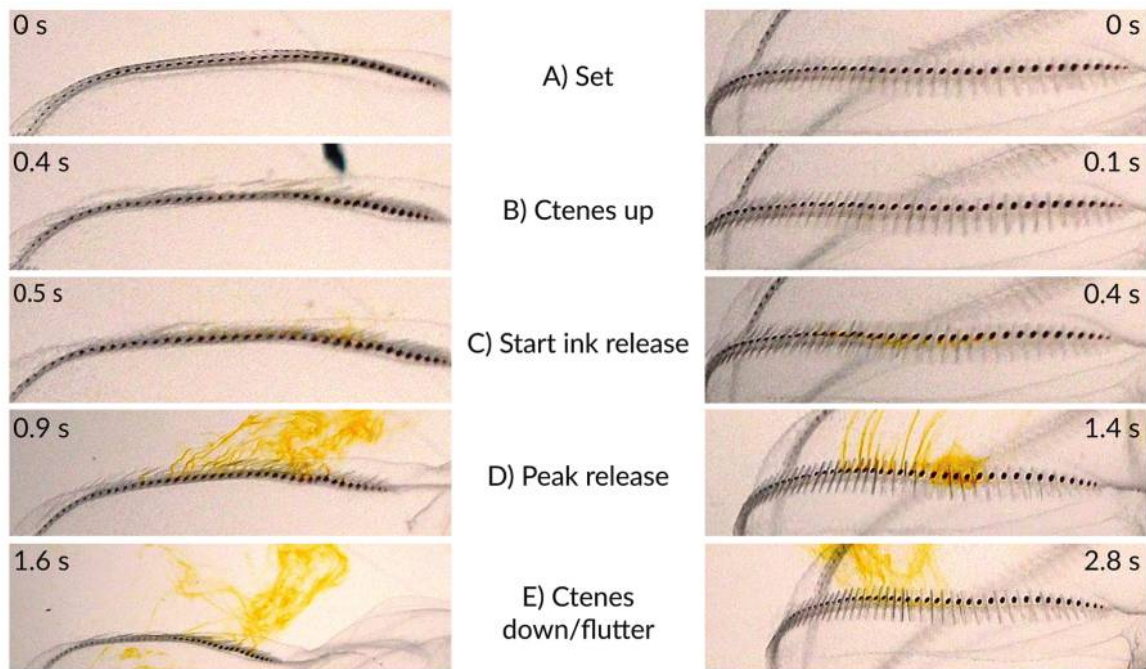 0 s
A) Set
0 s
0.4 s
B) Ctenes up
0.1 s
0.5 s
C) Start ink release
0.4 s
0.9 s
D) Peak release
1.4 s
1.6 s
E) Ctenes
down/flutter
2.8 s